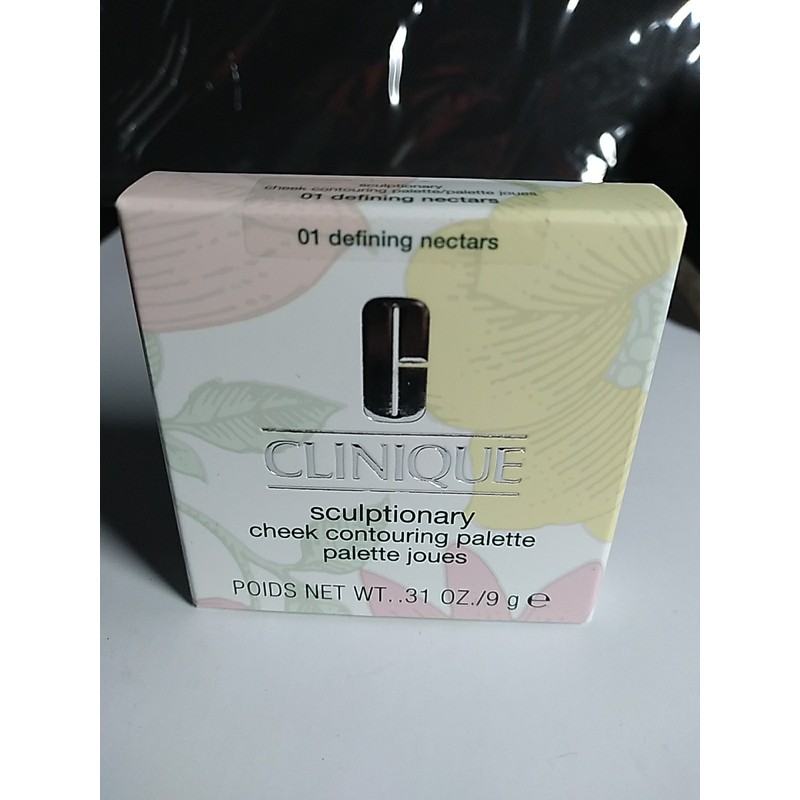 sculptionary
cheek contouring palette/palette joues
01 defining nectars
01 defining nectars
CLINIQUE
sculptionary
cheek contouring palette
palette joues
POIDS NET WT. .31 OZ./9 g ℮